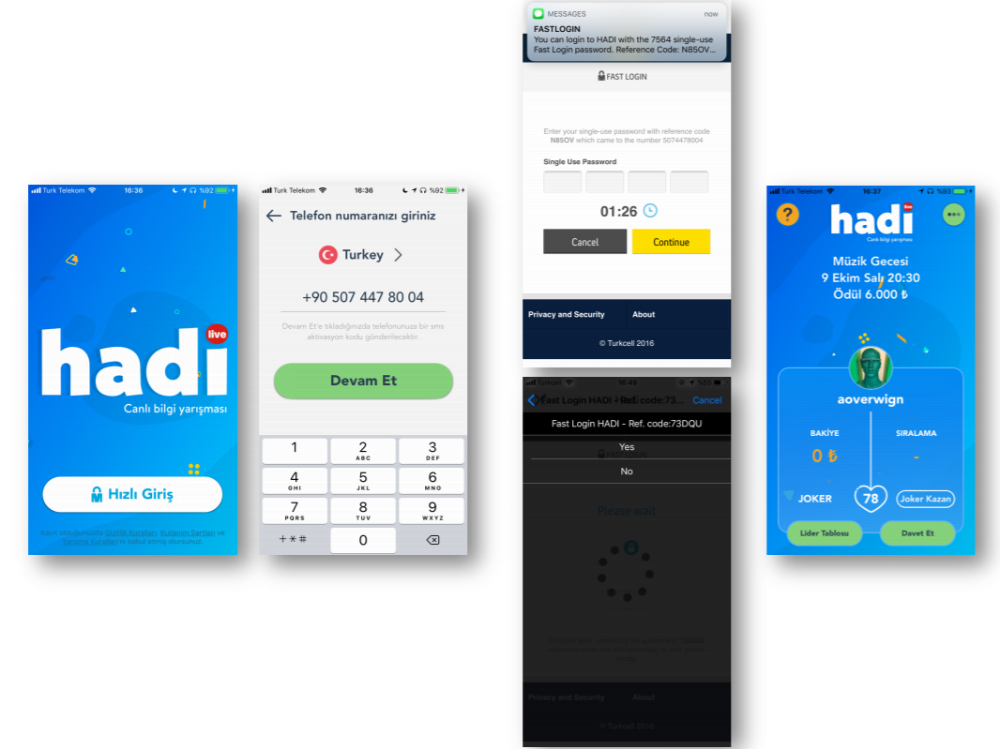 Turk Telekom 16:36 %92
live
hadi
Canlı bilgi yarışması
Hızlı Giriş
Kayıt olduğunuzda Gizlilik Kuralları, Kullanım Şartları ve
Yarışma Kuralları'nı kabul etmiş olursunuz.
Turk Telekom 16:36 %92
Telefon numaranızı giriniz
Turkey
+90 507 447 80 04
Devam Et'e tıkladığınızda telefonunuza bir sms
aktivasyon kodu gönderilecektir.
Devam Et
1 2 3
ABC DEF
4 5 6
GHI JKL MNO
7 8 9
PQRS TUV WXYZ
+*# 0
MESSAGES now
FASTLOGIN
You can login to HADI with the 7564 single-use
Fast Login password. Reference Code: N85OV...
FAST LOGIN
Enter your single-use password with reference code
N85OV which came to the number 5074478004
Single Use Password
01:26
Cancel Continue
Privacy and Security About
© Turkcell 2016
Turkcell 16:43 %85
Fast Login HADI - Ref. code:73... Cancel
Fast Login HADI - Ref. code:73DQU
Yes
No
Please wait
Privacy and Security About
© Turkcell 2016
Turk Telekom 16:37 %93
?
hadi
live
Canlı bilgi yarışması
Müzik Gecesi
9 Ekim Salı 20:30
Ödül 6.000 ₺
aoverwign
BAKİYE SIRALAMA
0 ₺ -
JOKER 78 Joker Kazan
Lider Tablosu Davet Et